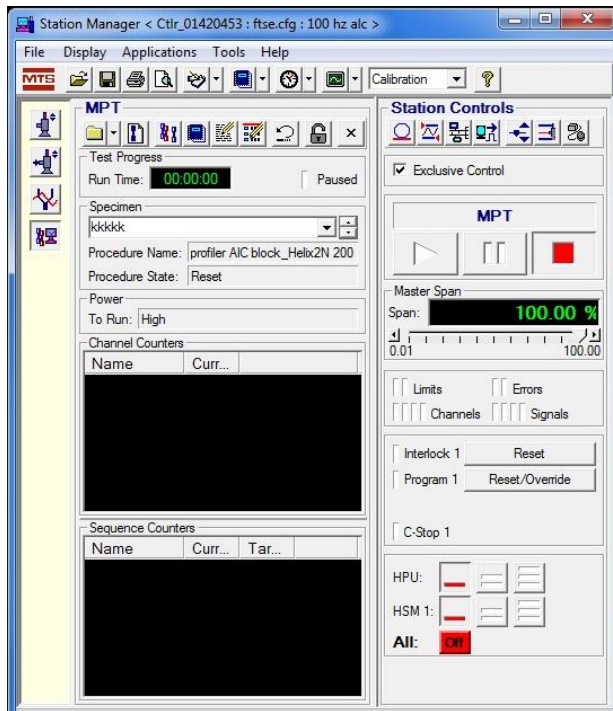 Station Manager < Ctlr_01420453 : ftse.cfg : 100 hz alc >
File Display Applications Tools Help
MTS
Calibration
MPT
Test Progress
Run Time: 00:00:00 Paused
Specimen
kkkkk
Procedure Name: profiler AIC block_Helix2N 200
Procedure State: Reset
Power
To Run: High
Channel Counters
Name Curr...
Sequence Counters
Name Curr... Tar...
Station Controls
Exclusive Control
MPT
Master Span
Span: 100.00 %
0.01 100.00
Limits Errors
Channels Signals
Interlock 1 Reset
Program 1 Reset/Override
C-Stop 1
HPU:
HSM 1:
All: Off